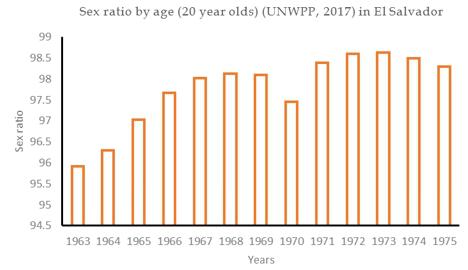 Sex ratio by age (20 year olds) (UNWPP, 2017) in El Salvador
99
98.5
98
97.5
97
96.5
96
95.5
95
94.5
Sex ratio
1963 1964 1965 1966 1967 1968 1969 1970 1971 1972 1973 1974 1975
Years